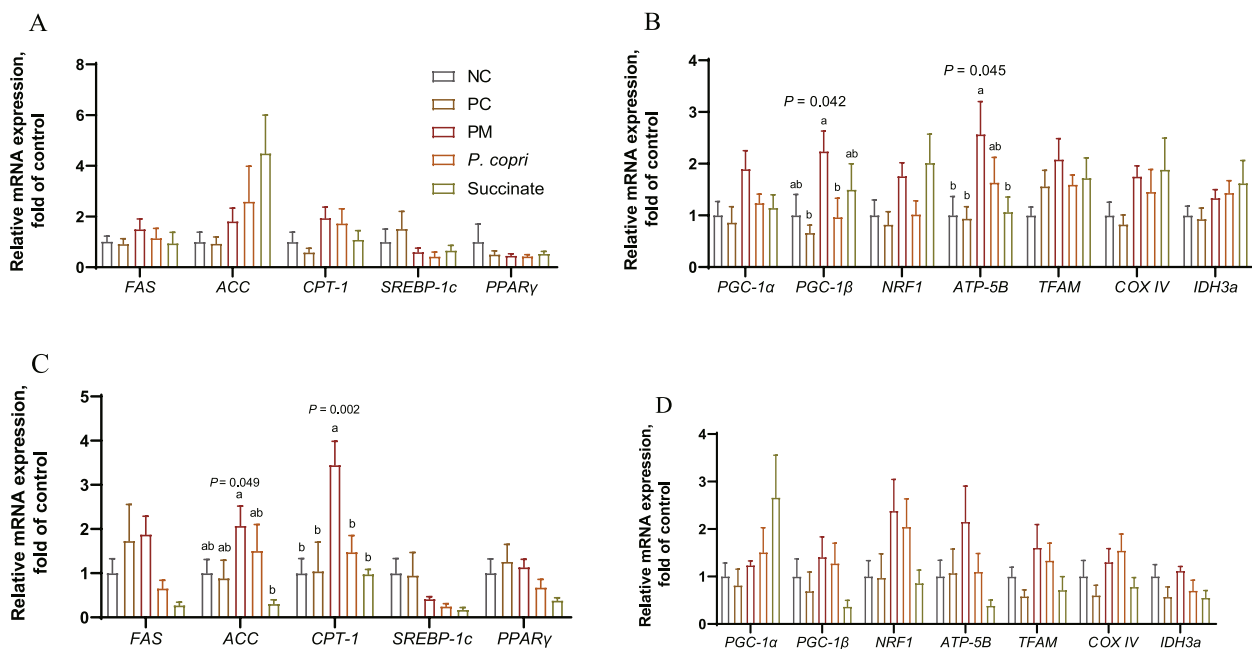 A
Relative mRNA expression,
fold of control
8
6
4
2
0
NC
PC
PM
P. copri
Succinate
FAS ACC CPT-1 SREBP-1c PPARγ
B
Relative mRNA expression,
fold of control
4
3
2
1
0
P = 0.042
P = 0.045
ab b a b ab
b b a ab b
PGC-1α PGC-1β NRF1 ATP-5B TFAM COX IV IDH3a
C
Relative mRNA expression,
fold of control
5
4
3
2
1
0
P = 0.049
P = 0.002
ab ab a ab b
b b a b b
FAS ACC CPT-1 SREBP-1c PPARγ
D
Relative mRNA expression,
fold of control
4
3
2
1
0
PGC-1α PGC-1β NRF1 ATP-5B TFAM COX IV IDH3a